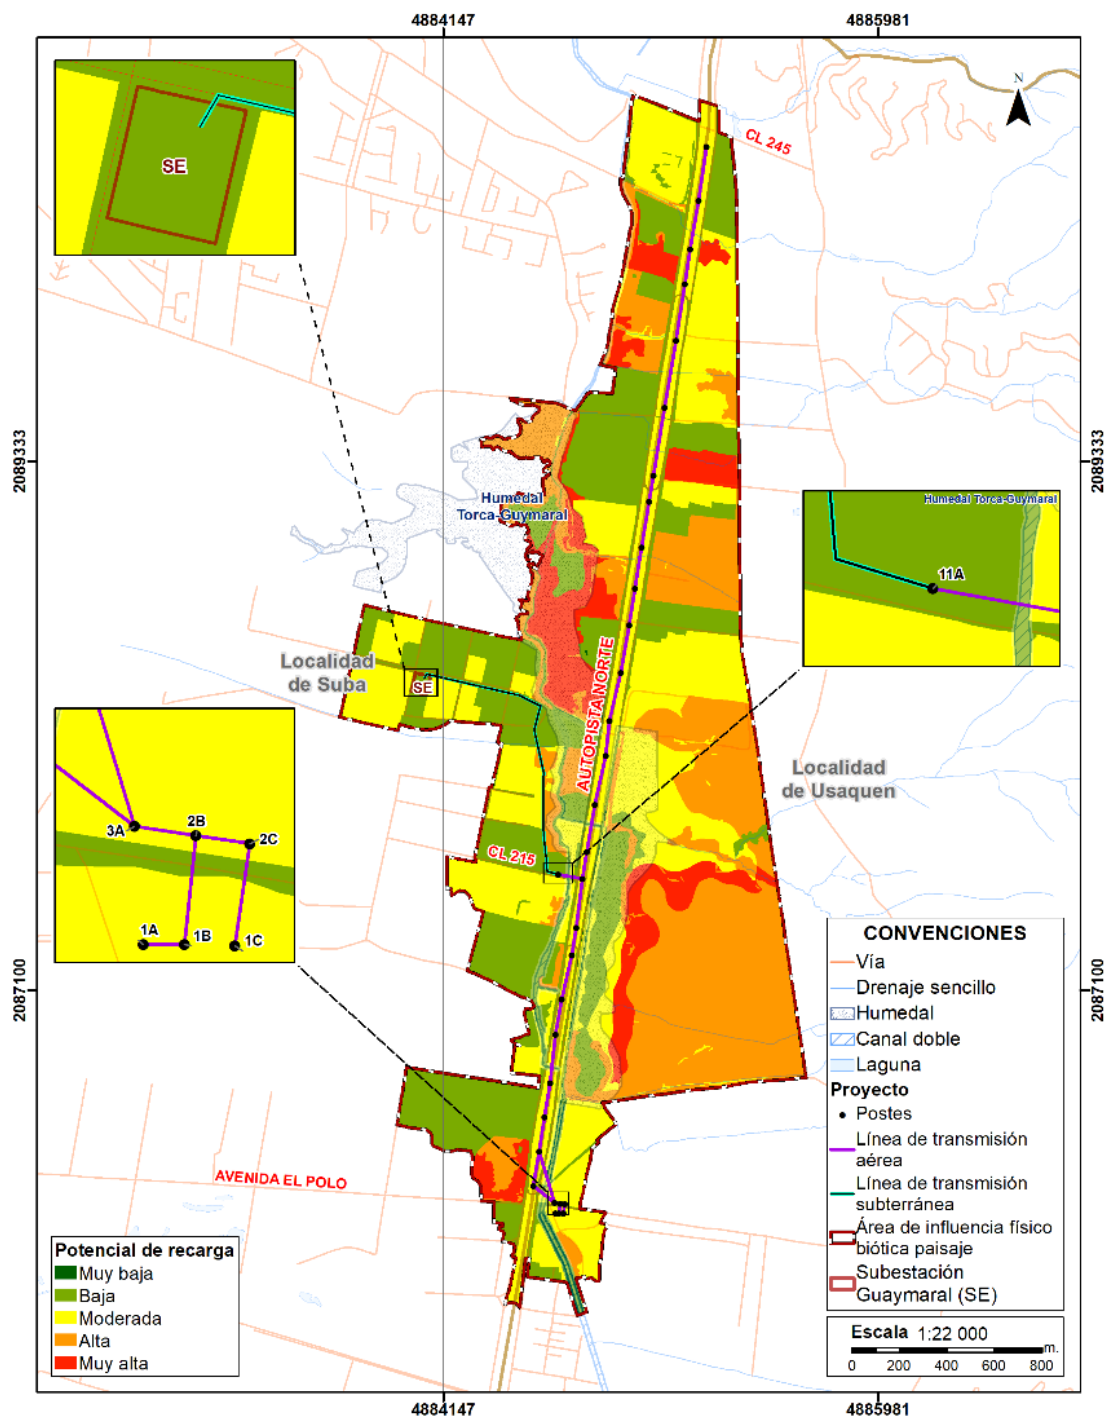 4884147
4885981
N
CL 245
SE
2089333
2089333
Humedal
Torca-Guymaral
Humedal Torca-Guymaral
11A
Localidad
de Suba
SE
AUTOPISTA NORTE
Localidad
de Usaquen
3A
2B
2C
1A
1B
1C
CL 215
2087100
2087100
AVENIDA EL POLO
CONVENCIONES
Vía
Drenaje sencillo
Humedal
Canal doble
Laguna
Proyecto
Postes
Línea de transmisión
aérea
Línea de transmisión
subterránea
Área de influencia físico
biótica paisaje
Subestación
Guaymaral (SE)
Potencial de recarga
Muy baja
Baja
Moderada
Alta
Muy alta
Escala 1:22 000
m.
0 200 400 600 800
4884147
4885981